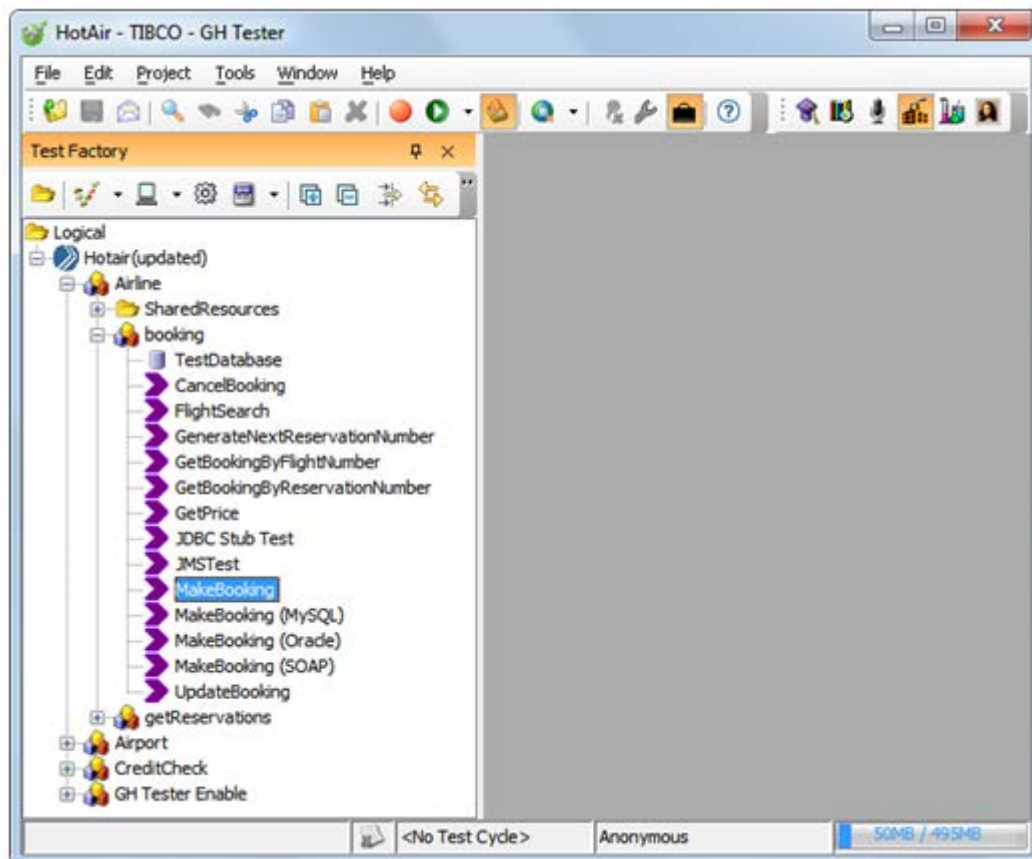 HotAir - TIBCO - GH Tester
File Edit Project Tools Window Help
Test Factory
Logical
Hotair(updated)
Airline
SharedResources
booking
TestDatabase
CancelBooking
FlightSearch
GenerateNextReservationNumber
GetBookingByFlightNumber
GetBookingByReservationNumber
GetPrice
JDBC Stub Test
JMSTest
MakeBooking
MakeBooking (MySQL)
MakeBooking (Oracle)
MakeBooking (SOAP)
UpdateBooking
getReservations
Airport
CreditCheck
GH Tester Enable
<No Test Cycle> Anonymous 50MB / 495MB